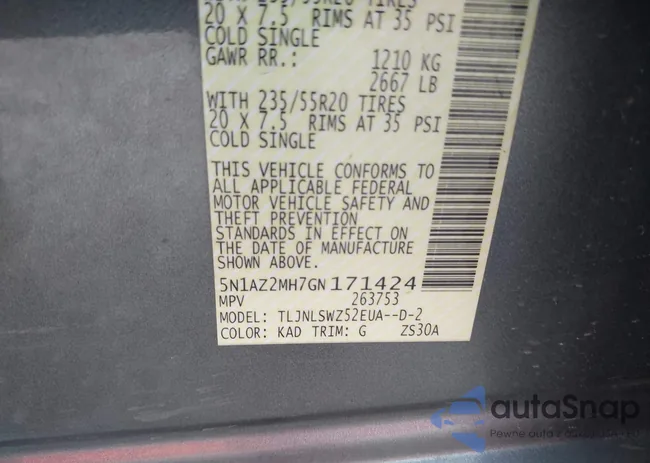 20 X 7.5 RIMS AT 35 PSI
COLD SINGLE
GAWR RR.: 1210 KG
2667 LB
WITH 235/55R20 TIRES
20 X 7.5 RIMS AT 35 PSI
COLD SINGLE
THIS VEHICLE CONFORMS TO
ALL APPLICABLE FEDERAL
MOTOR VEHICLE SAFETY AND
THEFT PREVENTION
STANDARDS IN EFFECT ON
THE DATE OF MANUFACTURE
SHOWN ABOVE.
5N1AZ2MH7GN171424
MPV 263753
MODEL: TLJNLSWZ52EUA--D-2
COLOR: KAD TRIM: G ZS30A
autaSnap
Pewne auta z